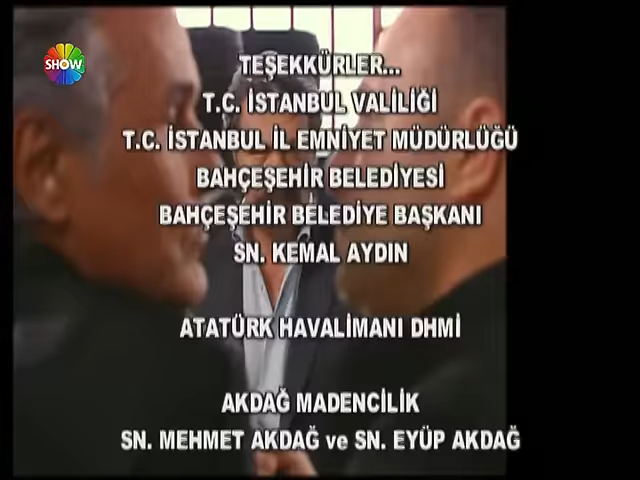 SHOW
TEŞEKKÜRLER...
T.C. İSTANBUL VALİLİĞİ
T.C. İSTANBUL İL EMNİYET MÜDÜRLÜĞÜ
BAHÇEŞEHİR BELEDİYESİ
BAHÇEŞEHİR BELEDİYE BAŞKANI
SN. KEMAL AYDIN
ATATÜRK HAVALİMANI DHMİ
AKDAĞ MADENCİLİK
SN. MEHMET AKDAĞ ve SN. EYÜP AKDAĞ